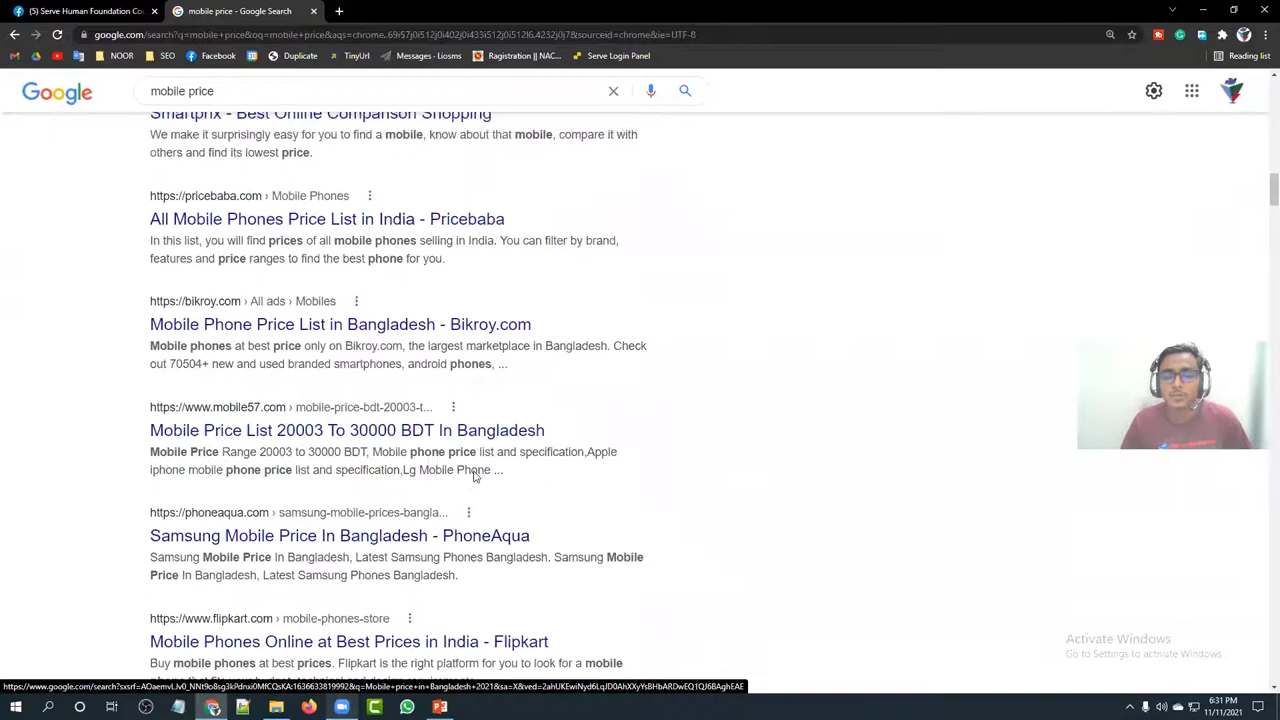 (5) Serve Human Foundation Co
mobile price - Google Search
google.com/search?q=mobile+price&oq=mobile+price&aqs=chrome..69i57j0i512j0i402j0i433i512j0i512l4.4232j0j7&sourceid=chrome&ie=UTF-8
NOOR
SEO
Facebook
Duplicate
TinyUrl
Messages - Liosms
Ragistration || NAC...
Serve Login Panel
Reading list
Google
mobile price
Smartprix - Best Online Comparison Shopping
We make it surprisingly easy for you to find a mobile, know about that mobile, compare it with
others and find its lowest price.
https://pricebaba.com › Mobile Phones
All Mobile Phones Price List in India - Pricebaba
In this list, you will find prices of all mobile phones selling in India. You can filter by brand,
features and price ranges to find the best phone for you.
https://bikroy.com › All ads › Mobiles
Mobile Phone Price List in Bangladesh - Bikroy.com
Mobile phones at best price only on Bikroy.com, the largest marketplace in Bangladesh. Check
out 70504+ new and used branded smartphones, android phones, ...
https://www.mobile57.com › mobile-price-bdt-20003-t...
Mobile Price List 20003 To 30000 BDT In Bangladesh
Mobile Price Range 20003 to 30000 BDT, Mobile phone price list and specification,Apple
iphone mobile phone price list and specification,Lg Mobile Phone ...
https://phoneaqua.com › samsung-mobile-prices-bangla...
Samsung Mobile Price In Bangladesh - PhoneAqua
Samsung Mobile Price In Bangladesh, Latest Samsung Phones Bangladesh. Samsung Mobile
Price In Bangladesh, Latest Samsung Phones Bangladesh.
https://www.flipkart.com › mobile-phones-store
Mobile Phones Online at Best Prices in India - Flipkart
Buy mobile phones at best prices. Flipkart is the right platform for you to look for a mobile
Activate Windows
Go to Settings to activate Windows.
6:31 PM
11/11/2021